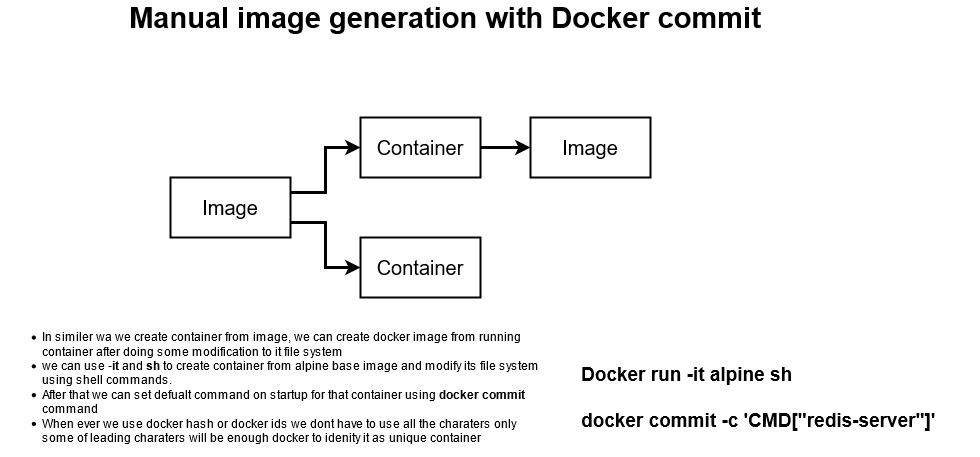 Manual image generation with Docker commit
Container
Image
Image
Container
• In similer wa we create container from image, we can create docker image from running
container after doing some modification to it file system
• we can use -it and sh to create container from alpine base image and modify its file system
using shell commands.
• After that we can set defualt command on startup for that container using docker commit
command
• When ever we use docker hash or docker ids we dont have to use all the charaters only
some of leading charaters will be enough docker to idenity it as unique container
Docker run -it alpine sh
docker commit -c 'CMD["redis-server"]'